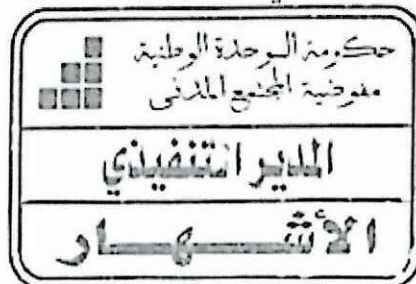 حكومة الوحدة الوطنية
مفوضية المجتمع المدني
المدير التنفيذي
الأشهار